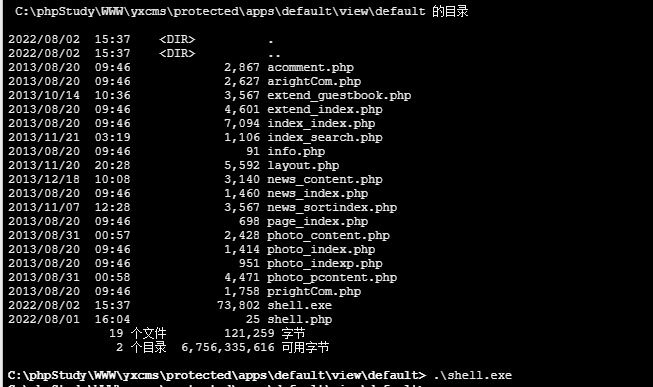 C:\phpStudy\WWW\yxcms\protected\apps\default\view\default 的目录
2022/08/02  15:37    <DIR>          .
2022/08/02  15:37    <DIR>          ..
2013/08/20  09:46             2,867 acomment.php
2013/08/20  09:46             2,627 arightCom.php
2013/10/14  10:36             3,567 extend_guestbook.php
2013/08/20  09:46             4,601 extend_index.php
2013/08/20  09:46             7,094 index_index.php
2013/11/21  03:19             1,106 index_search.php
2013/08/20  09:46                91 info.php
2013/11/20  20:28             5,592 layout.php
2013/12/18  10:08             3,140 news_content.php
2013/08/20  09:46             1,460 news_index.php
2013/11/07  12:28             3,567 news_sortindex.php
2013/08/20  09:46               698 page_index.php
2013/08/31  00:57             2,428 photo_content.php
2013/08/20  09:46             1,414 photo_index.php
2013/08/20  09:46               951 photo_indexp.php
2013/08/31  00:58             4,471 photo_pcontent.php
2013/08/20  09:46             1,758 prightCom.php
2022/08/02  15:37            73,802 shell.exe
2022/08/01  16:04                25 shell.php
19 个文件        121,259 字节
2 个目录  6,756,335,616 可用字节
C:\phpStudy\WWW\yxcms\protected\apps\default\view\default> .\shell.exe